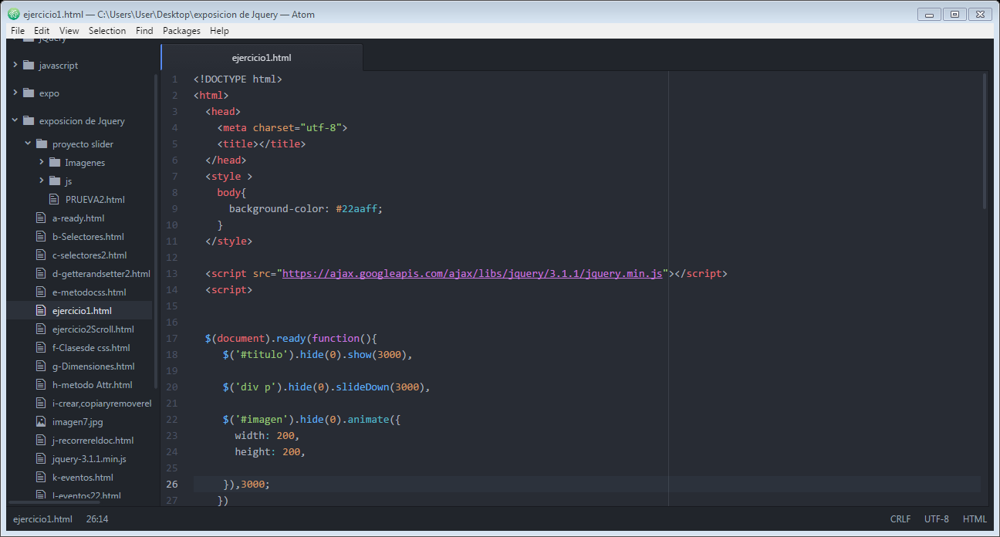 ejercicio1.html — C:\Users\User\Desktop\exposicion de Jquery — Atom
File Edit View Selection Find Packages Help
jQuery
javascript
expo
exposicion de Jquery
proyecto slider
Imagenes
js
PRUEVA2.html
a-ready.html
b-Selectores.html
c-selectores2.html
d-getterandsetter2.html
e-metodocss.html
ejercicio1.html
ejercicio2Scroll.html
f-Clasesde css.html
g-Dimensiones.html
h-metodo Attr.html
i-crear,copiaryremoverel
imagen7.jpg
j-recorrereldoc.html
jquery-3.1.1.min.js
k-eventos.html
l-eventos22.html
ejercicio1.html
1 <!DOCTYPE html>
2 <html>
3 <head>
4 <meta charset="utf-8">
5 <title></title>
6 </head>
7 <style >
8 body{
9 background-color: #22aaff;
10 }
11 </style>
12
13 <script src="https://ajax.googleapis.com/ajax/libs/jquery/3.1.1/jquery.min.js"></script>
14 <script>
15
16
17 $(document).ready(function(){
18 $('#titulo').hide(0).show(3000),
19
20 $('div p').hide(0).slideDown(3000),
21
22 $('#imagen').hide(0).animate({
23 width: 200,
24 height: 200,
25
26 }),3000;
27 })
ejercicio1.html 26:14 CRLF UTF-8 HTML